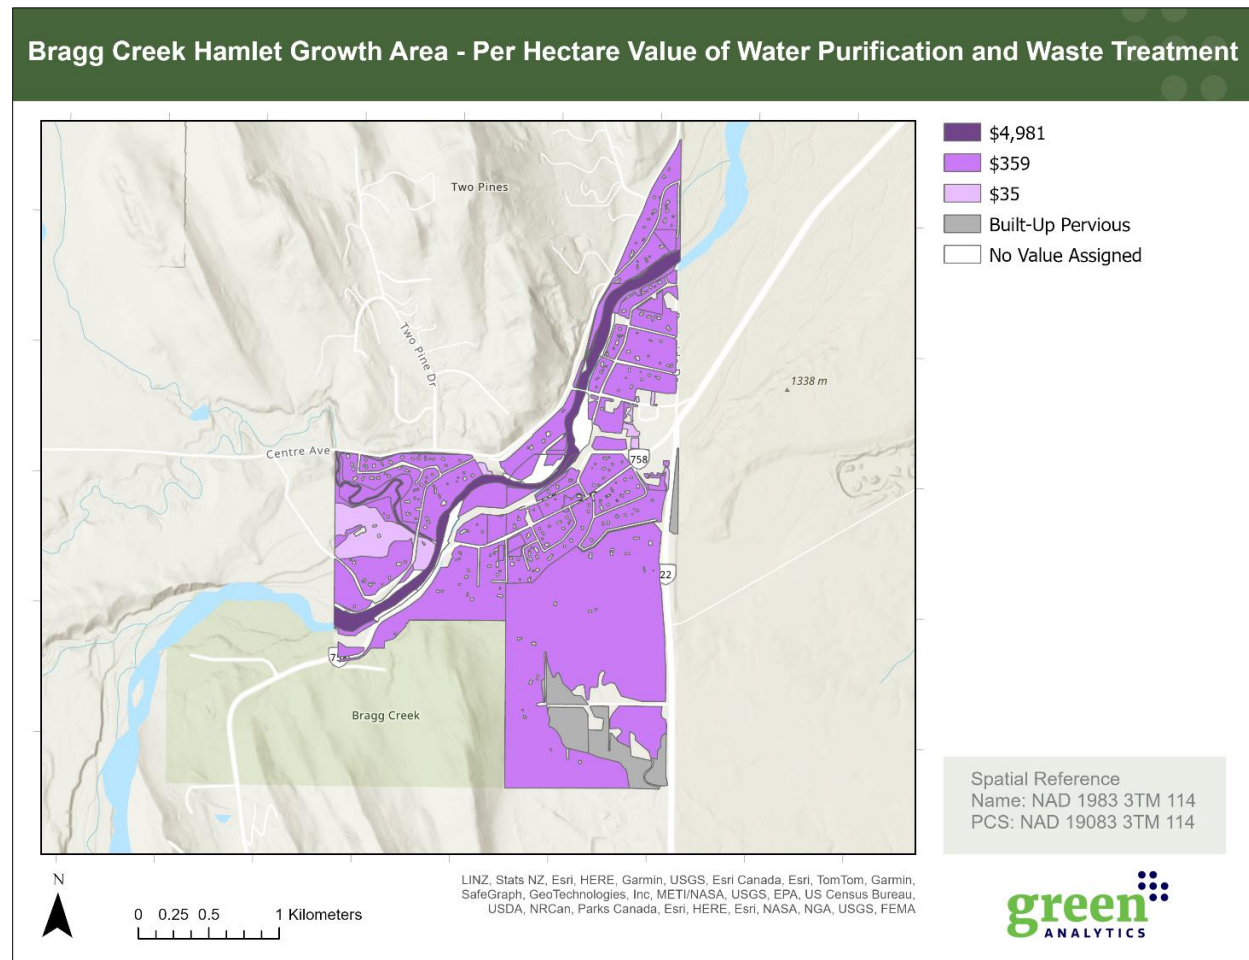 Bragg Creek Hamlet Growth Area - Per Hectare Value of Water Purification and Waste Treatment
$4,981
$359
$35
Built-Up Pervious
No Value Assigned
Two Pines
Two Pine Dr
1338 m
Centre Ave
758
22
Bragg Creek
Spatial Reference
Name: NAD 1983 3TM 114
PCS: NAD 19083 3TM 114
N
0 0.25 0.5 1 Kilometers
LINZ, Stats NZ, Esri, HERE, Garmin, USGS, Esri Canada, Esri, TomTom, Garmin,
SafeGraph, GeoTechnologies, Inc, METI/NASA, USGS, EPA, US Census Bureau,
USDA, NRCan, Parks Canada, Esri, HERE, Esri, NASA, NGA, USGS, FEMA
green
ANALYTICS